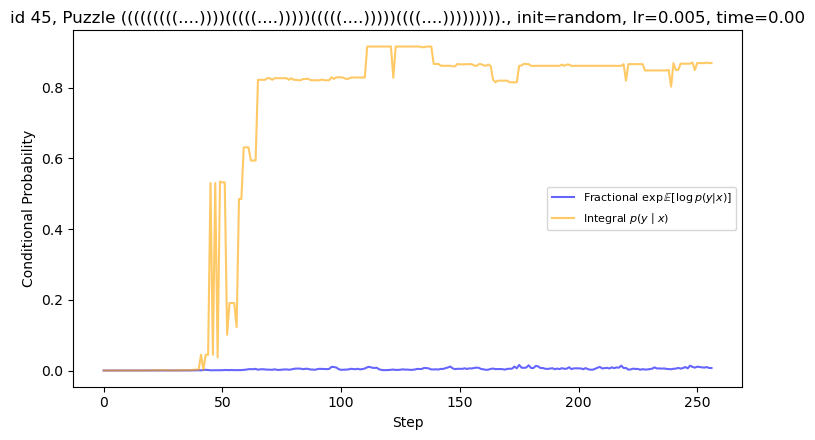 id 45, Puzzle (((((((((....))))(((((....)))))(((((....)))))((((....)))))))))., init=random, lr=0.005, time=0.00
Conditional Probability
0.8
0.6
0.4
0.2
0.0
Fractional exp𝔼[log p(y|x)]
Integral p(y | x)
0 50 100 150 200 250
Step